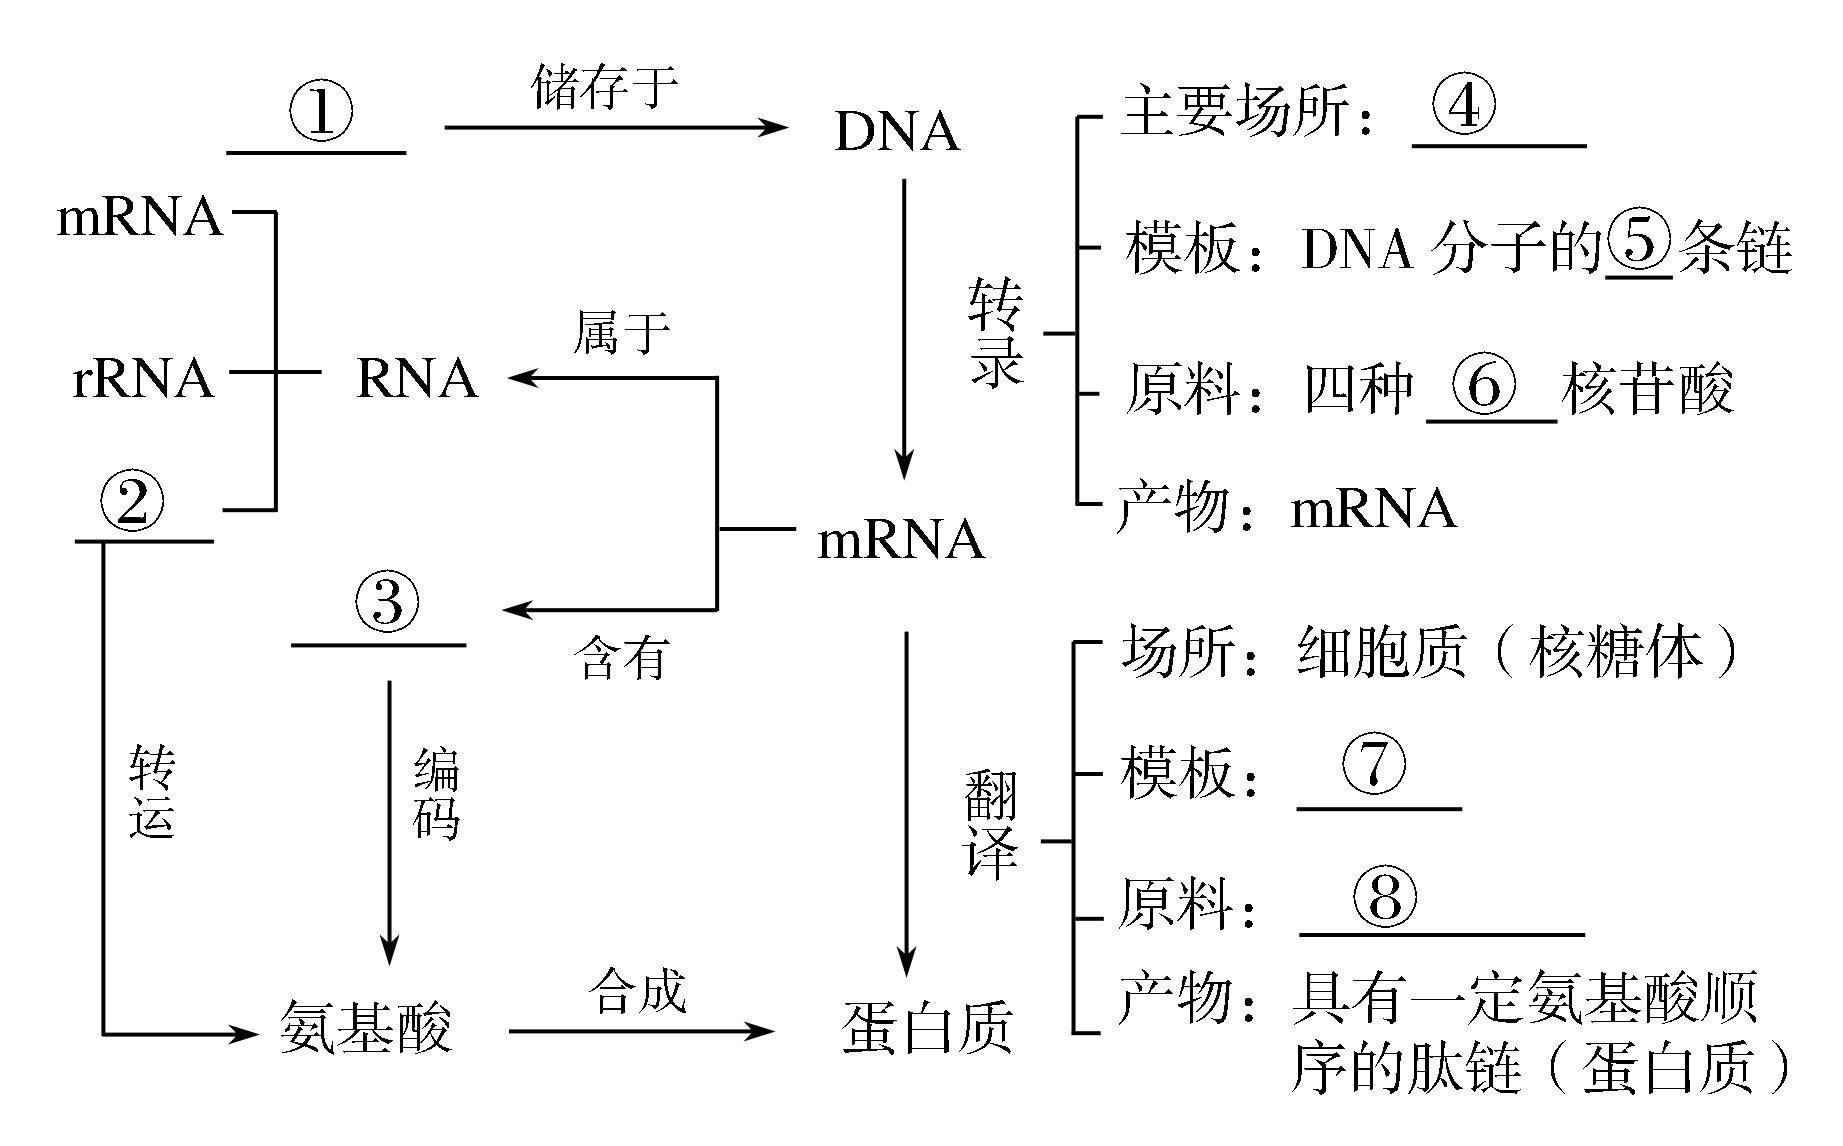 ① 储存于 DNA
mRNA
rRNA RNA 属于
②
③ 含有 mRNA
转运
编码
氨基酸 合成 蛋白质
转录
主要场所：④
模板：DNA 分子的⑤条链
原料：四种 ⑥ 核苷酸
产物：mRNA
翻译
场所：细胞质（核糖体）
模板：⑦
原料：⑧
产物：具有一定氨基酸顺
序的肽链（蛋白质）